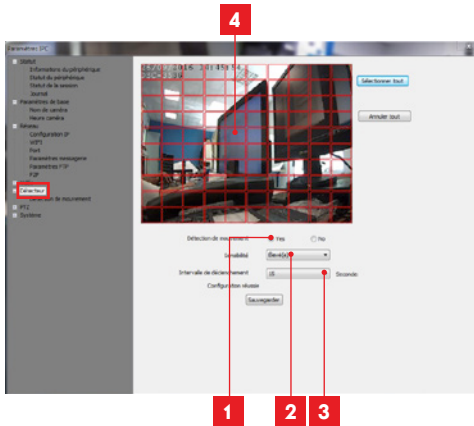 4
Paramètres IPC
Statut
Informations du périphérique
Statut du périphérique
Statut de la session
Journal
Paramètres de base
Nom de caméra
Heure caméra
Réseau
Configuration IP
WIFI
Port
Paramètres messagerie
Paramètres FTP
P2P
Détecteur
Détection de mouvement
PTZ
Système
Sélectionner tout
Annuler tout
Détection de mouvement Yes No
Sensibilité Élevé(e)
Intervalle de déclenchement 15 Seconde
Configuration réussie
Sauvegarder
1 2 3